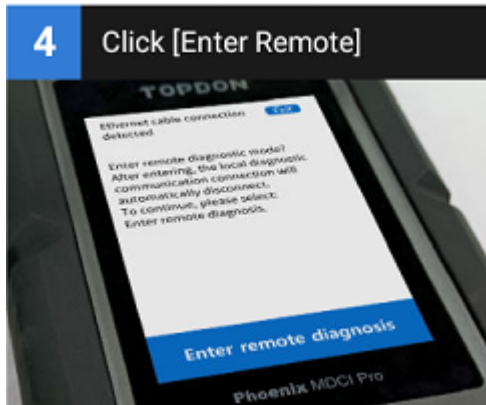 4 Click [Enter Remote]
TOPDON
Ethernet cable connection
detected.
Exit
Enter remote diagnostic mode?
After entering, the local diagnostic
communication connection will
automatically disconnect.
To continue, please select:
Enter remote diagnosis.
Enter remote diagnosis
Phoenix MDCI Pro